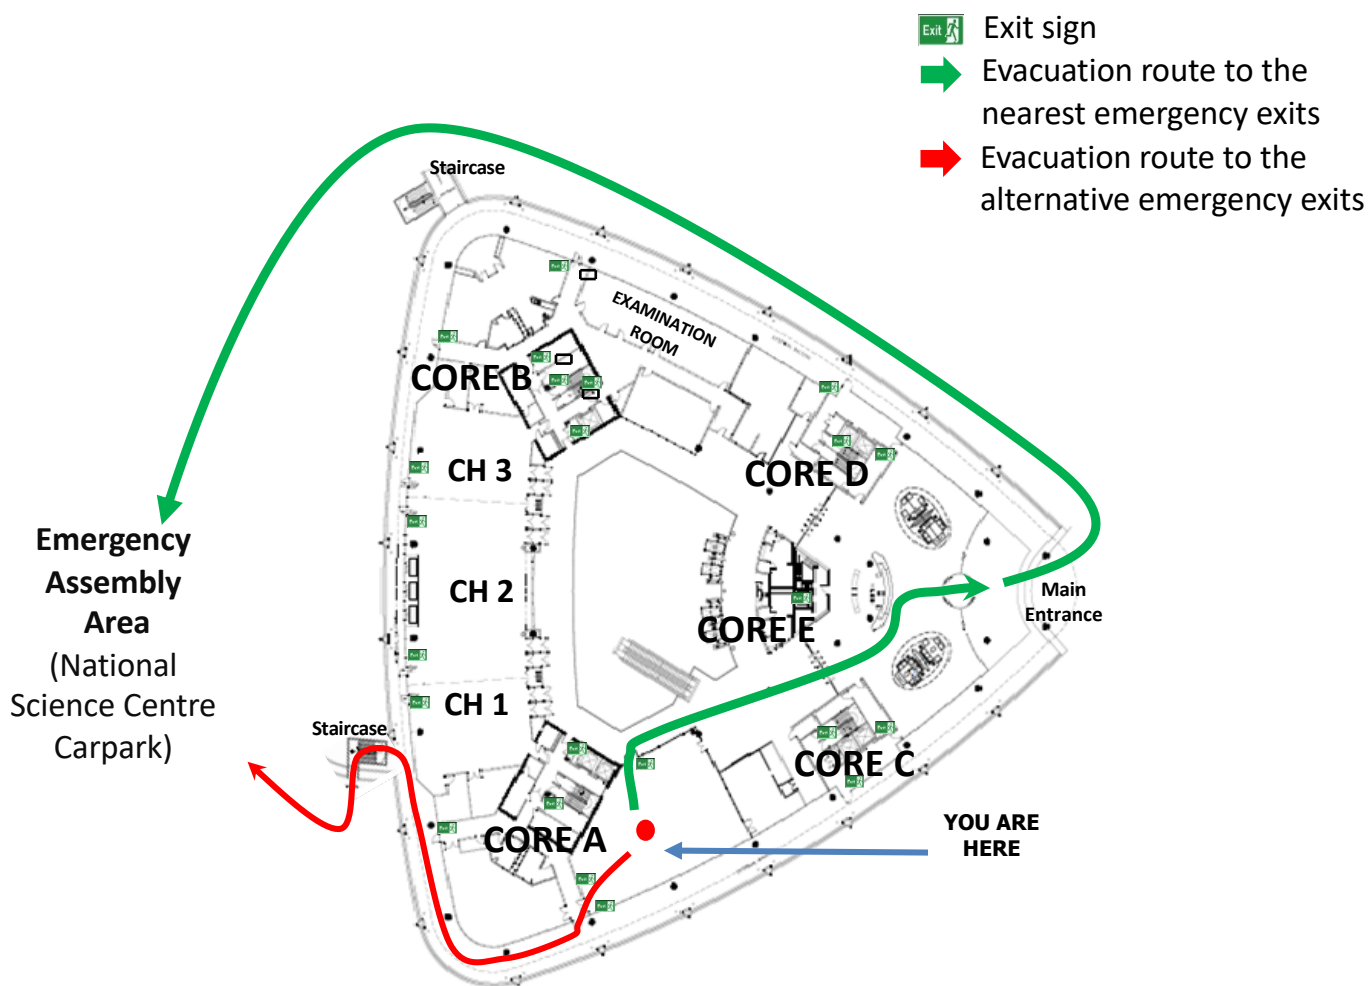 Exit
Exit sign
Evacuation route to the
nearest emergency exits
Evacuation route to the
alternative emergency exits
Staircase
EXAMINATION
ROOM
CORE B
CH 3
CORE D
Emergency
Assembly
Area
(National
Science Centre
Carpark)
CH 2
CORE E
Main
Entrance
CH 1
Staircase
CORE C
CORE A
YOU ARE
HERE